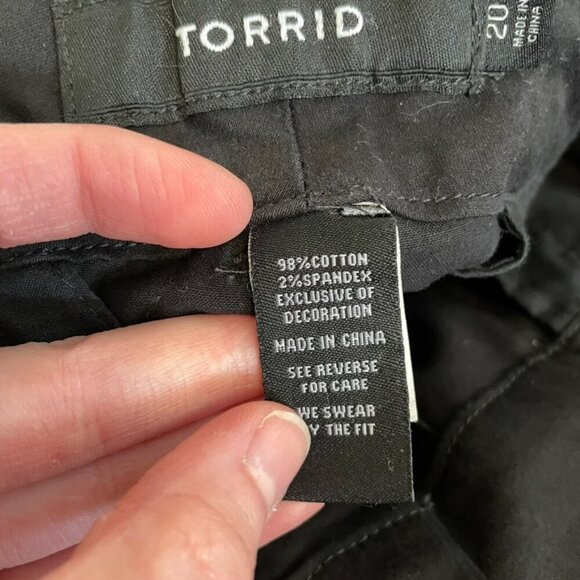 TORRID
20
MADE IN
CHINA
98%COTTON
2%SPANDEX
EXCLUSIVE OF
DECORATION
MADE IN CHINA
SEE REVERSE
FOR CARE
WE SWEAR
THE FIT